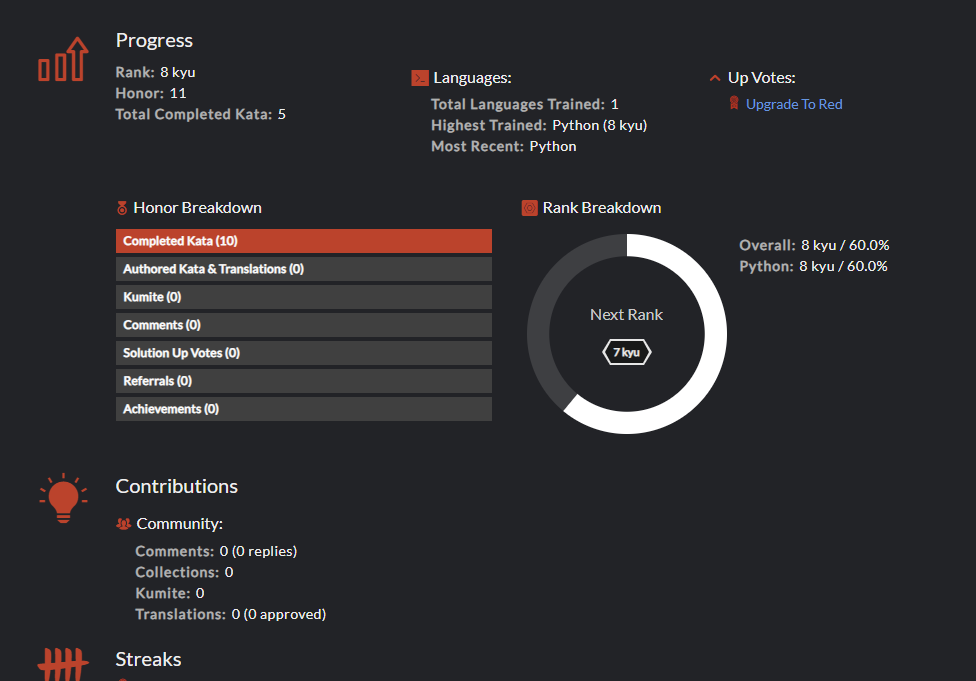 Progress
Rank: 8 kyu
Honor: 11
Total Completed Kata: 5
Languages:
Total Languages Trained: 1
Highest Trained: Python (8 kyu)
Most Recent: Python
Up Votes:
Upgrade To Red
Honor Breakdown
Completed Kata (10)
Authored Kata & Translations (0)
Kumite (0)
Comments (0)
Solution Up Votes (0)
Referrals (0)
Achievements (0)
Rank Breakdown
Next Rank
7 kyu
Overall: 8 kyu / 60.0%
Python: 8 kyu / 60.0%
Contributions
Community:
Comments: 0 (0 replies)
Collections: 0
Kumite: 0
Translations: 0 (0 approved)
Streaks